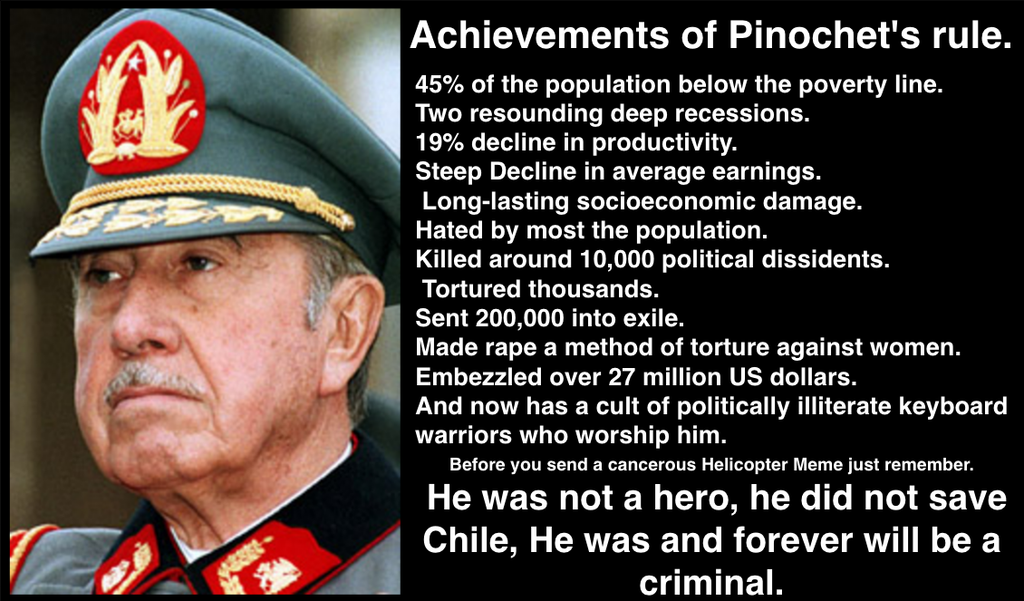 Achievements of Pinochet's rule.
45% of the population below the poverty line.
Two resounding deep recessions.
19% decline in productivity.
Steep Decline in average earnings.
Long-lasting socioeconomic damage.
Hated by most the population.
Killed around 10,000 political dissidents.
Tortured thousands.
Sent 200,000 into exile.
Made rape a method of torture against women.
Embezzled over 27 million US dollars.
And now has a cult of politically illiterate keyboard
warriors who worship him.
Before you send a cancerous Helicopter Meme just remember.
He was not a hero, he did not save
Chile, He was and forever will be a
criminal.